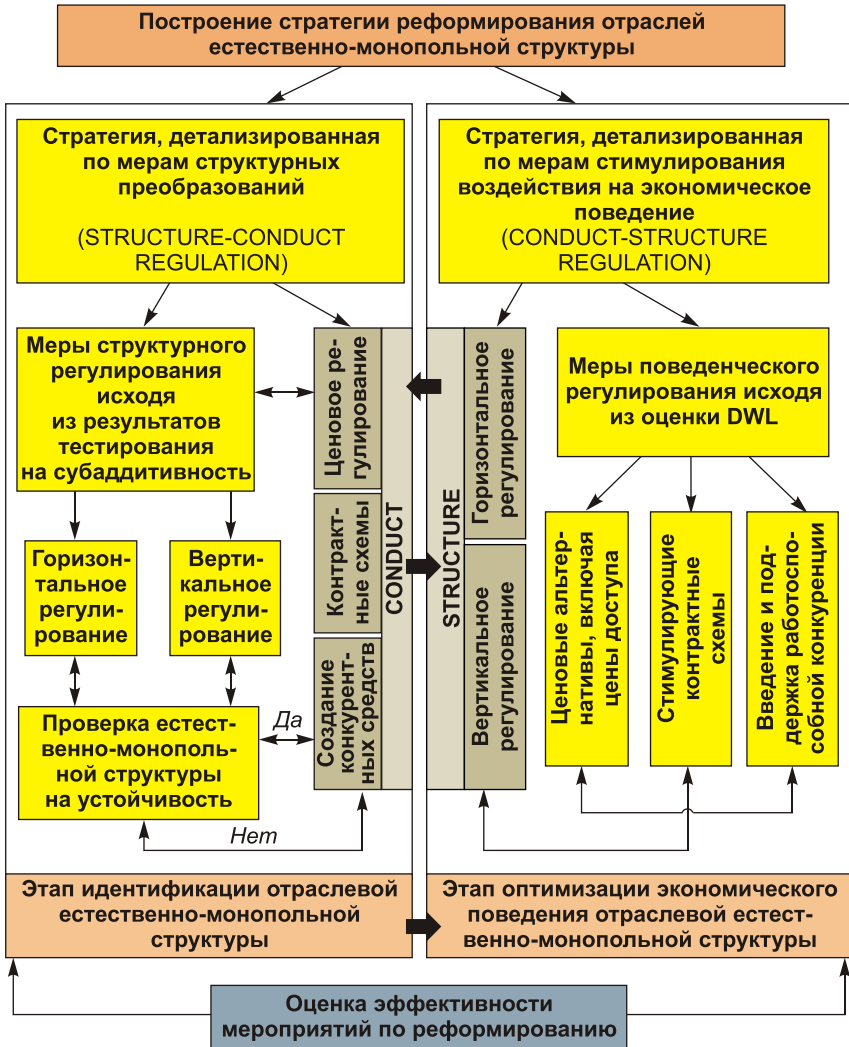 Построение стратегии реформирования отраслей
естественно-монопольной структуры
Стратегия, детализированная
по мерам структурных
преобразований
(STRUCTURE-CONDUCT
REGULATION)
Стратегия, детализированная
по мерам стимулирования
воздействия на экономическое
поведение
(CONDUCT-STRUCTURE
REGULATION)
Меры структурного
регулирования
исходя
из результатов
тестирования
на субаддитивность
Горизон-
тальное
регули-
рование
Верти-
кальное
регули-
рование
Проверка естест-
венно-монополь-
ной структуры
на устойчивость
Да
Нет
Ценовое ре-
гулирование
Контракт-
ные схемы
Создание
конкурент-
ных средств
CONDUCT
STRUCTURE
Горизонтальное
регулирование
Вертикальное
регулирование
Меры поведенческого
регулирования исходя
из оценки DWL
Ценовые альтер-
нативы, включая
цены доступа
Стимулирующие
контрактные
схемы
Введение и под-
держка работоспо-
собной конкуренции
Этап идентификации отраслевой
естественно-монопольной
структуры
Этап оптимизации экономического
поведения отраслевой естест-
венно-монопольной структуры
Оценка эффективности
мероприятий по реформированию